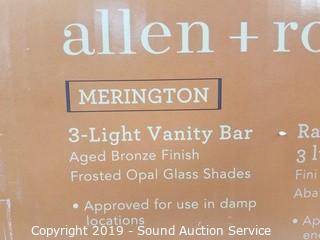 allen + ro
MERINGTON
3-Light Vanity Bar
Aged Bronze Finish
Frosted Opal Glass Shades
• Approved for use in damp
locations
Ra
3 l
Fini
Aba
• Ap
en
Copyright 2019 - Sound Auction Service